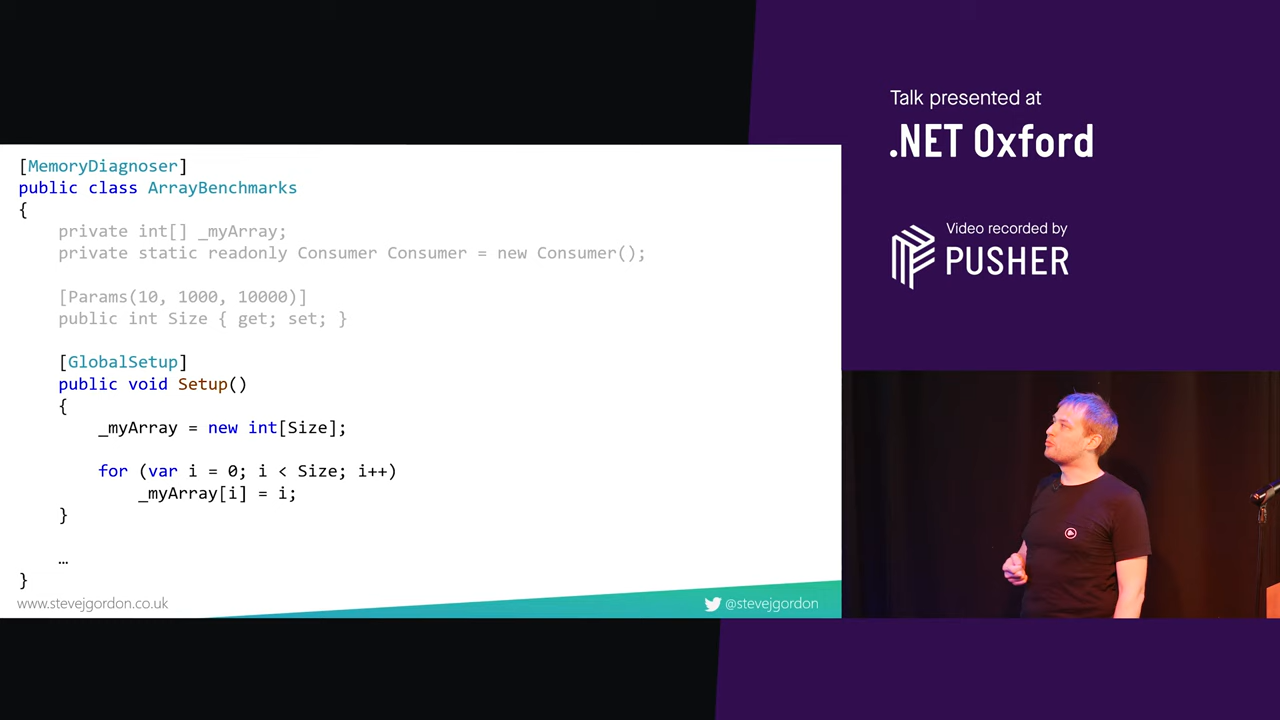 [MemoryDiagnoser]
public class ArrayBenchmarks
{
private int[] _myArray;
private static readonly Consumer Consumer = new Consumer();
[Params(10, 1000, 10000)]
public int Size { get; set; }
[GlobalSetup]
public void Setup()
{
_myArray = new int[Size];
for (var i = 0; i < Size; i++)
_myArray[i] = i;
}
…
}
www.stevejgordon.co.uk
@stevejgordon
Talk presented at
.NET Oxford
Video recorded by
PUSHER